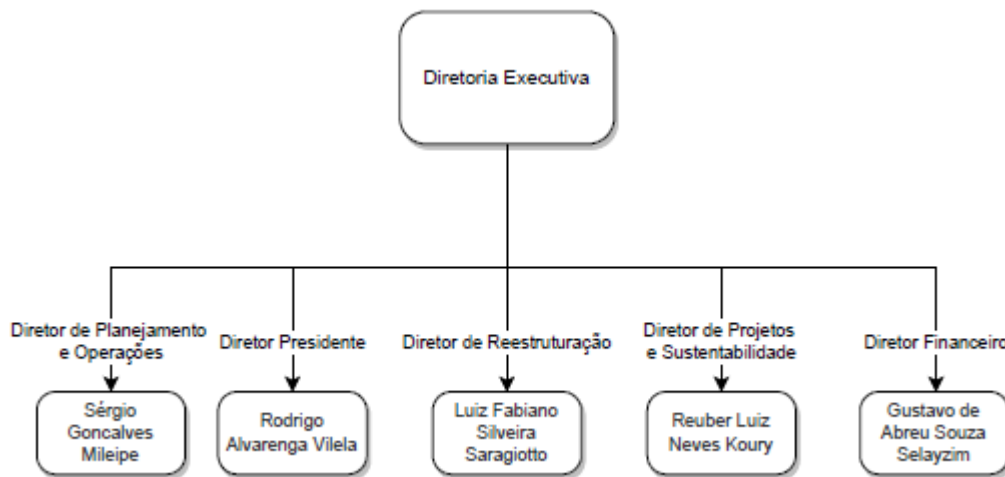 Diretoria Executiva
Diretor de Planejamento
e Operações
Diretor Presidente
Diretor de Reestruturação
Diretor de Projetos
e Sustentabilidade
Diretor Financeiro
Sérgio
Goncalves
Mileipe
Rodrigo
Alvarenga Vilela
Luiz Fabiano
Silveira
Saragiotto
Reuber Luiz
Neves Koury
Gustavo de
Abreu Souza
Selayzim